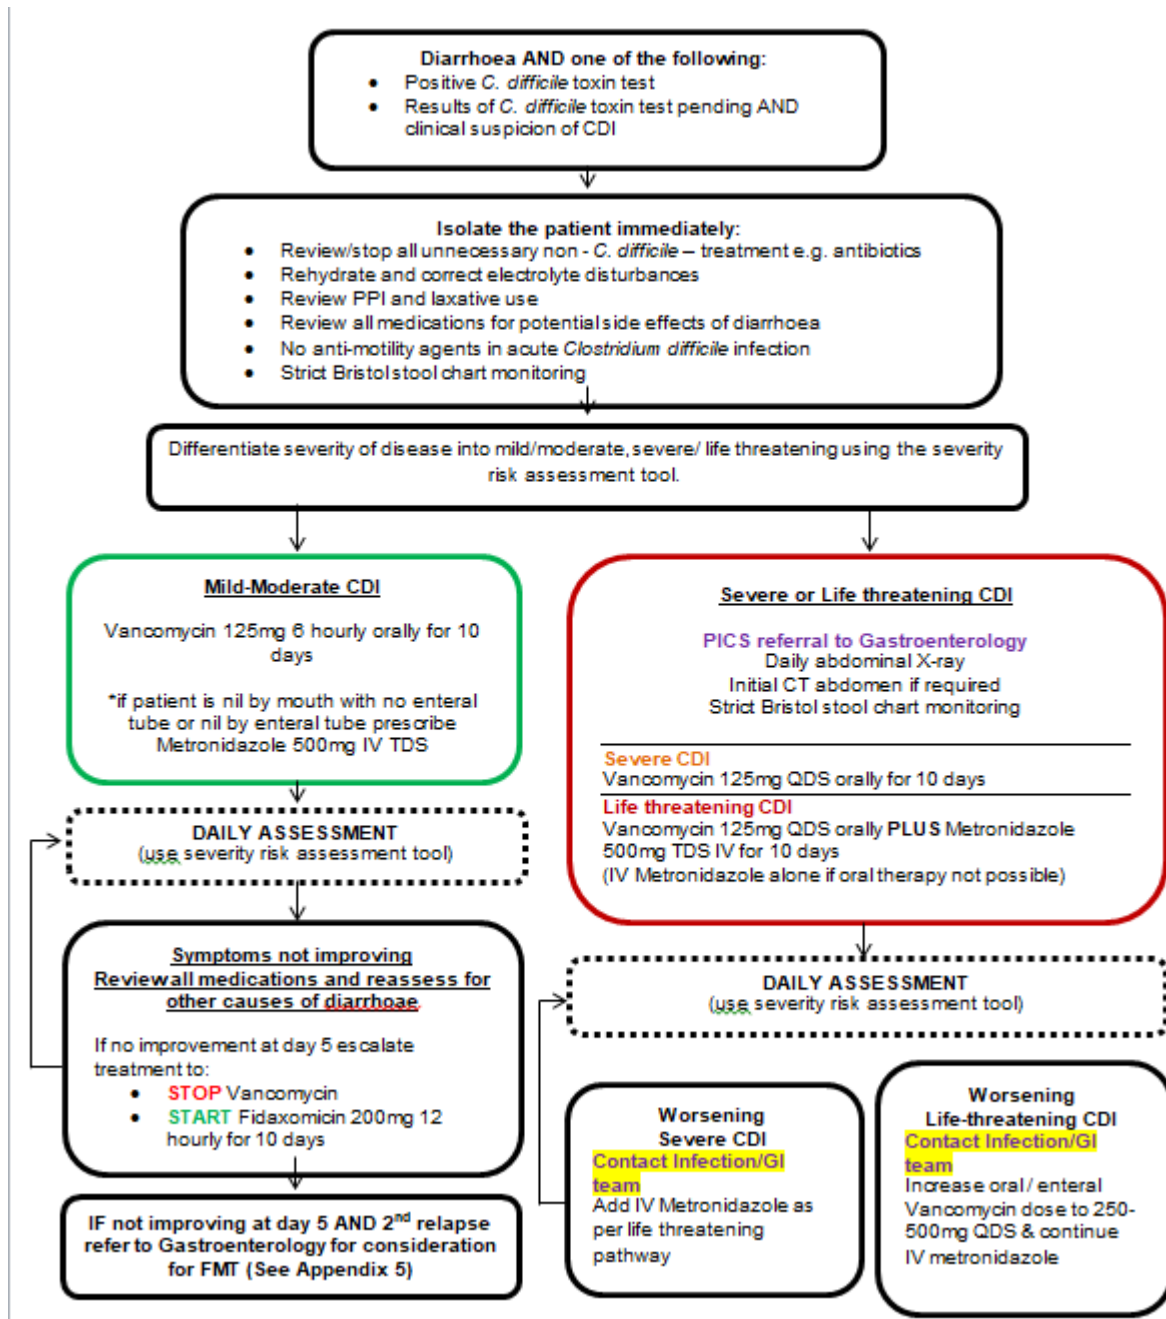 Diarrhoea AND one of the following:
• Positive C. difficile toxin test
• Results of C. difficile toxin test pending AND
clinical suspicion of CDI
Isolate the patient immediately:
• Review/stop all unnecessary non - C. difficile – treatment e.g. antibiotics
• Rehydrate and correct electrolyte disturbances
• Review PPI and laxative use
• Review all medications for potential side effects of diarrhoea
• No anti-motility agents in acute Clostridium difficile infection
• Strict Bristol stool chart monitoring
Differentiate severity of disease into mild/moderate, severe/ life threatening using the severity
risk assessment tool.
Mild-Moderate CDI
Vancomycin 125mg 6 hourly orally for 10
days
*if patient is nil by mouth with no enteral
tube or nil by enteral tube prescribe
Metronidazole 500mg IV TDS
DAILY ASSESSMENT
(use severity risk assessment tool)
Symptoms not improving
Reviewall medications and reassess for
other causes of diarrhoae
If no improvement at day 5 escalate
treatment to:
• STOP Vancomycin
• START Fidaxomicin 200mg 12
hourly for 10 days
IF not improving at day 5 AND 2nd relapse
refer to Gastroenterology for consideration
for FMT (See Appendix 5)
Severe or Life threatening CDI
PICS referral to Gastroenterology
Daily abdominal X-ray
Initial CT abdomen if required
Strict Bristol stool chart monitoring
Severe CDI
Vancomycin 125mg QDS orally for 10 days
Life threatening CDI
Vancomycin 125mg QDS orally PLUS Metronidazole
500mg TDS IV for 10 days
(IV Metronidazole alone if oral therapy not possible)
DAILY ASSESSMENT
(use severity risk assessment tool)
Worsening
Severe CDI
Contact Infection/GI
team
Add IV Metronidazole as
per life threatening
pathway
Worsening
Life-threatening CDI
Contact Infection/GI
team
Increase oral / enteral
Vancomycin dose to 250-
500mg QDS & continue
IV metronidazole